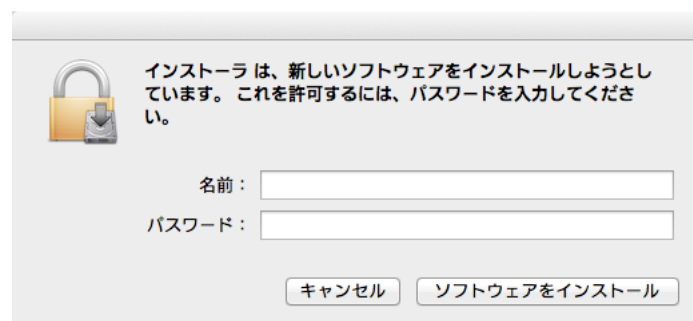 インストーラ は、新しいソフトウェアをインストールしようとし
ています。 これを許可するには、パスワードを入力してくださ
い。
名前：
パスワード：
キャンセル
ソフトウェアをインストール